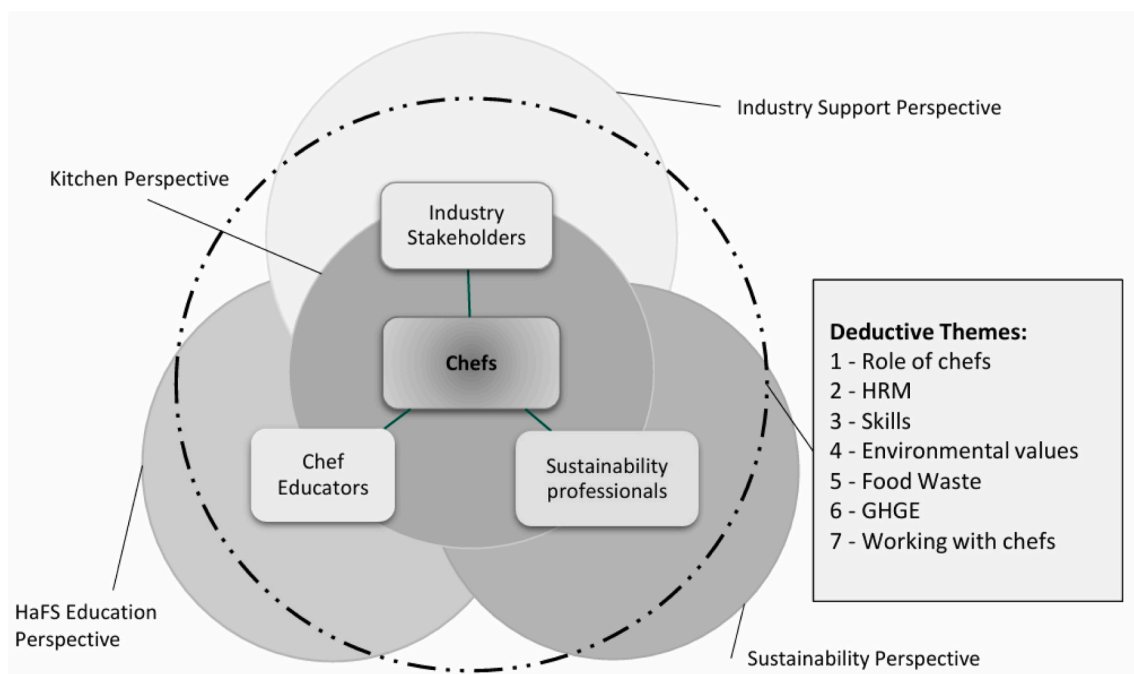 Industry Support Perspective
Kitchen Perspective
Industry
Stakeholders
Chefs
Chef
Educators
Sustainability
professionals
Deductive Themes:
1 - Role of chefs
2 - HRM
3 - Skills
4 - Environmental values
5 - Food Waste
6 - GHGE
7 - Working with chefs
HaFS Education
Perspective
Sustainability Perspective